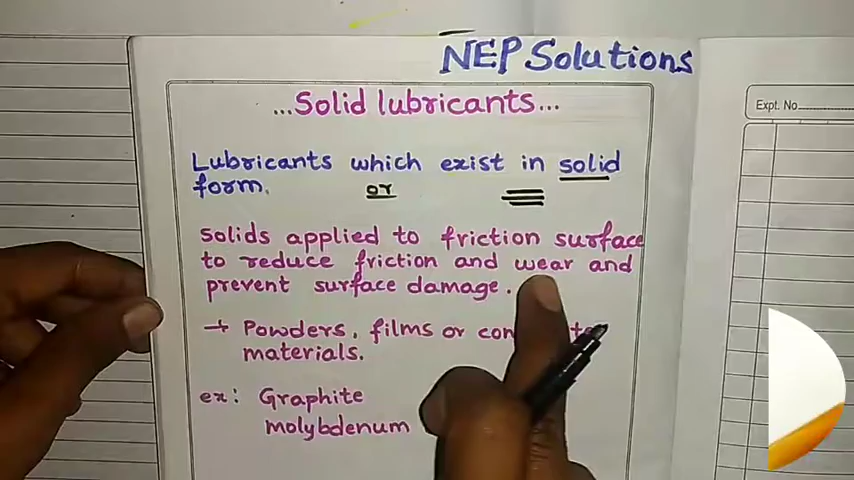 NEP Solutions
...Solid lubricants...
Expt. No
Lubricants which exist in solid
form. or
Solids applied to friction surface
to reduce friction and wear and
prevent surface damage.
→ Powders, films or
materials.
ex: Graphite
molybdenum